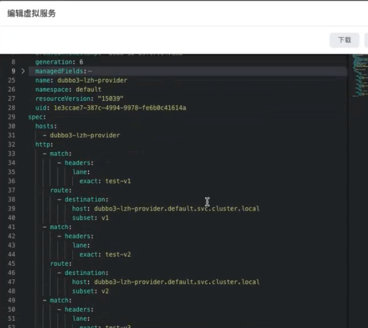 编辑虚拟服务
下载
8 generation: 6
9 managedFields:
25 name: dubbo3-lzh-provider
26 namespace: default
27 resourceVersion: "15039"
28 uid: 1e3ccae7-387c-4994-9978-fe6b0c41614a
29 spec:
30 hosts:
31 - dubbo3-lzh-provider
32 http:
33 - match:
34 - headers:
35 lane:
36 exact: test-v1
37 route:
38 - destination:
39 host: dubbo3-lzh-provider.default.svc.cluster.local
40 subset: v1
41 - match:
42 - headers:
43 lane:
44 exact: test-v2
45 route:
46 - destination:
47 host: dubbo3-lzh-provider.default.svc.cluster.local
48 subset: v2
49 - match:
50 - headers:
51 lane: